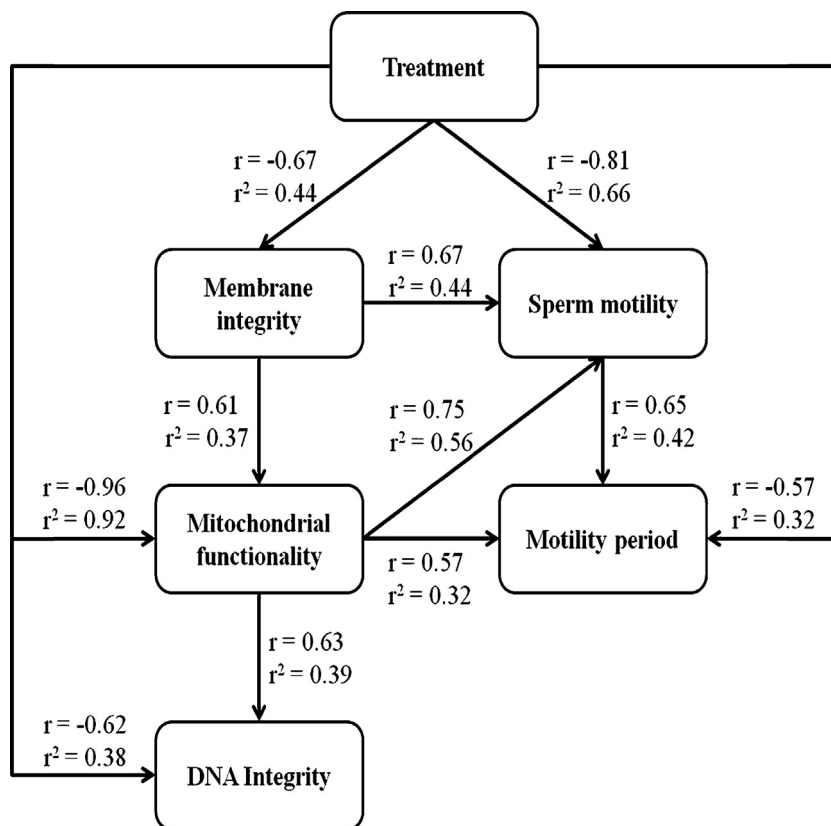 Treatment
r = -0.67
r² = 0.44
r = -0.81
r² = 0.66
Membrane
integrity
r = 0.67
r² = 0.44
Sperm motility
r = 0.61
r² = 0.37
r = 0.75
r² = 0.56
r = 0.65
r² = 0.42
r = -0.96
r² = 0.92
Mitochondrial
functionality
r = 0.57
r² = 0.32
Motility period
r = -0.57
r² = 0.32
r = 0.63
r² = 0.39
r = -0.62
r² = 0.38
DNA Integrity